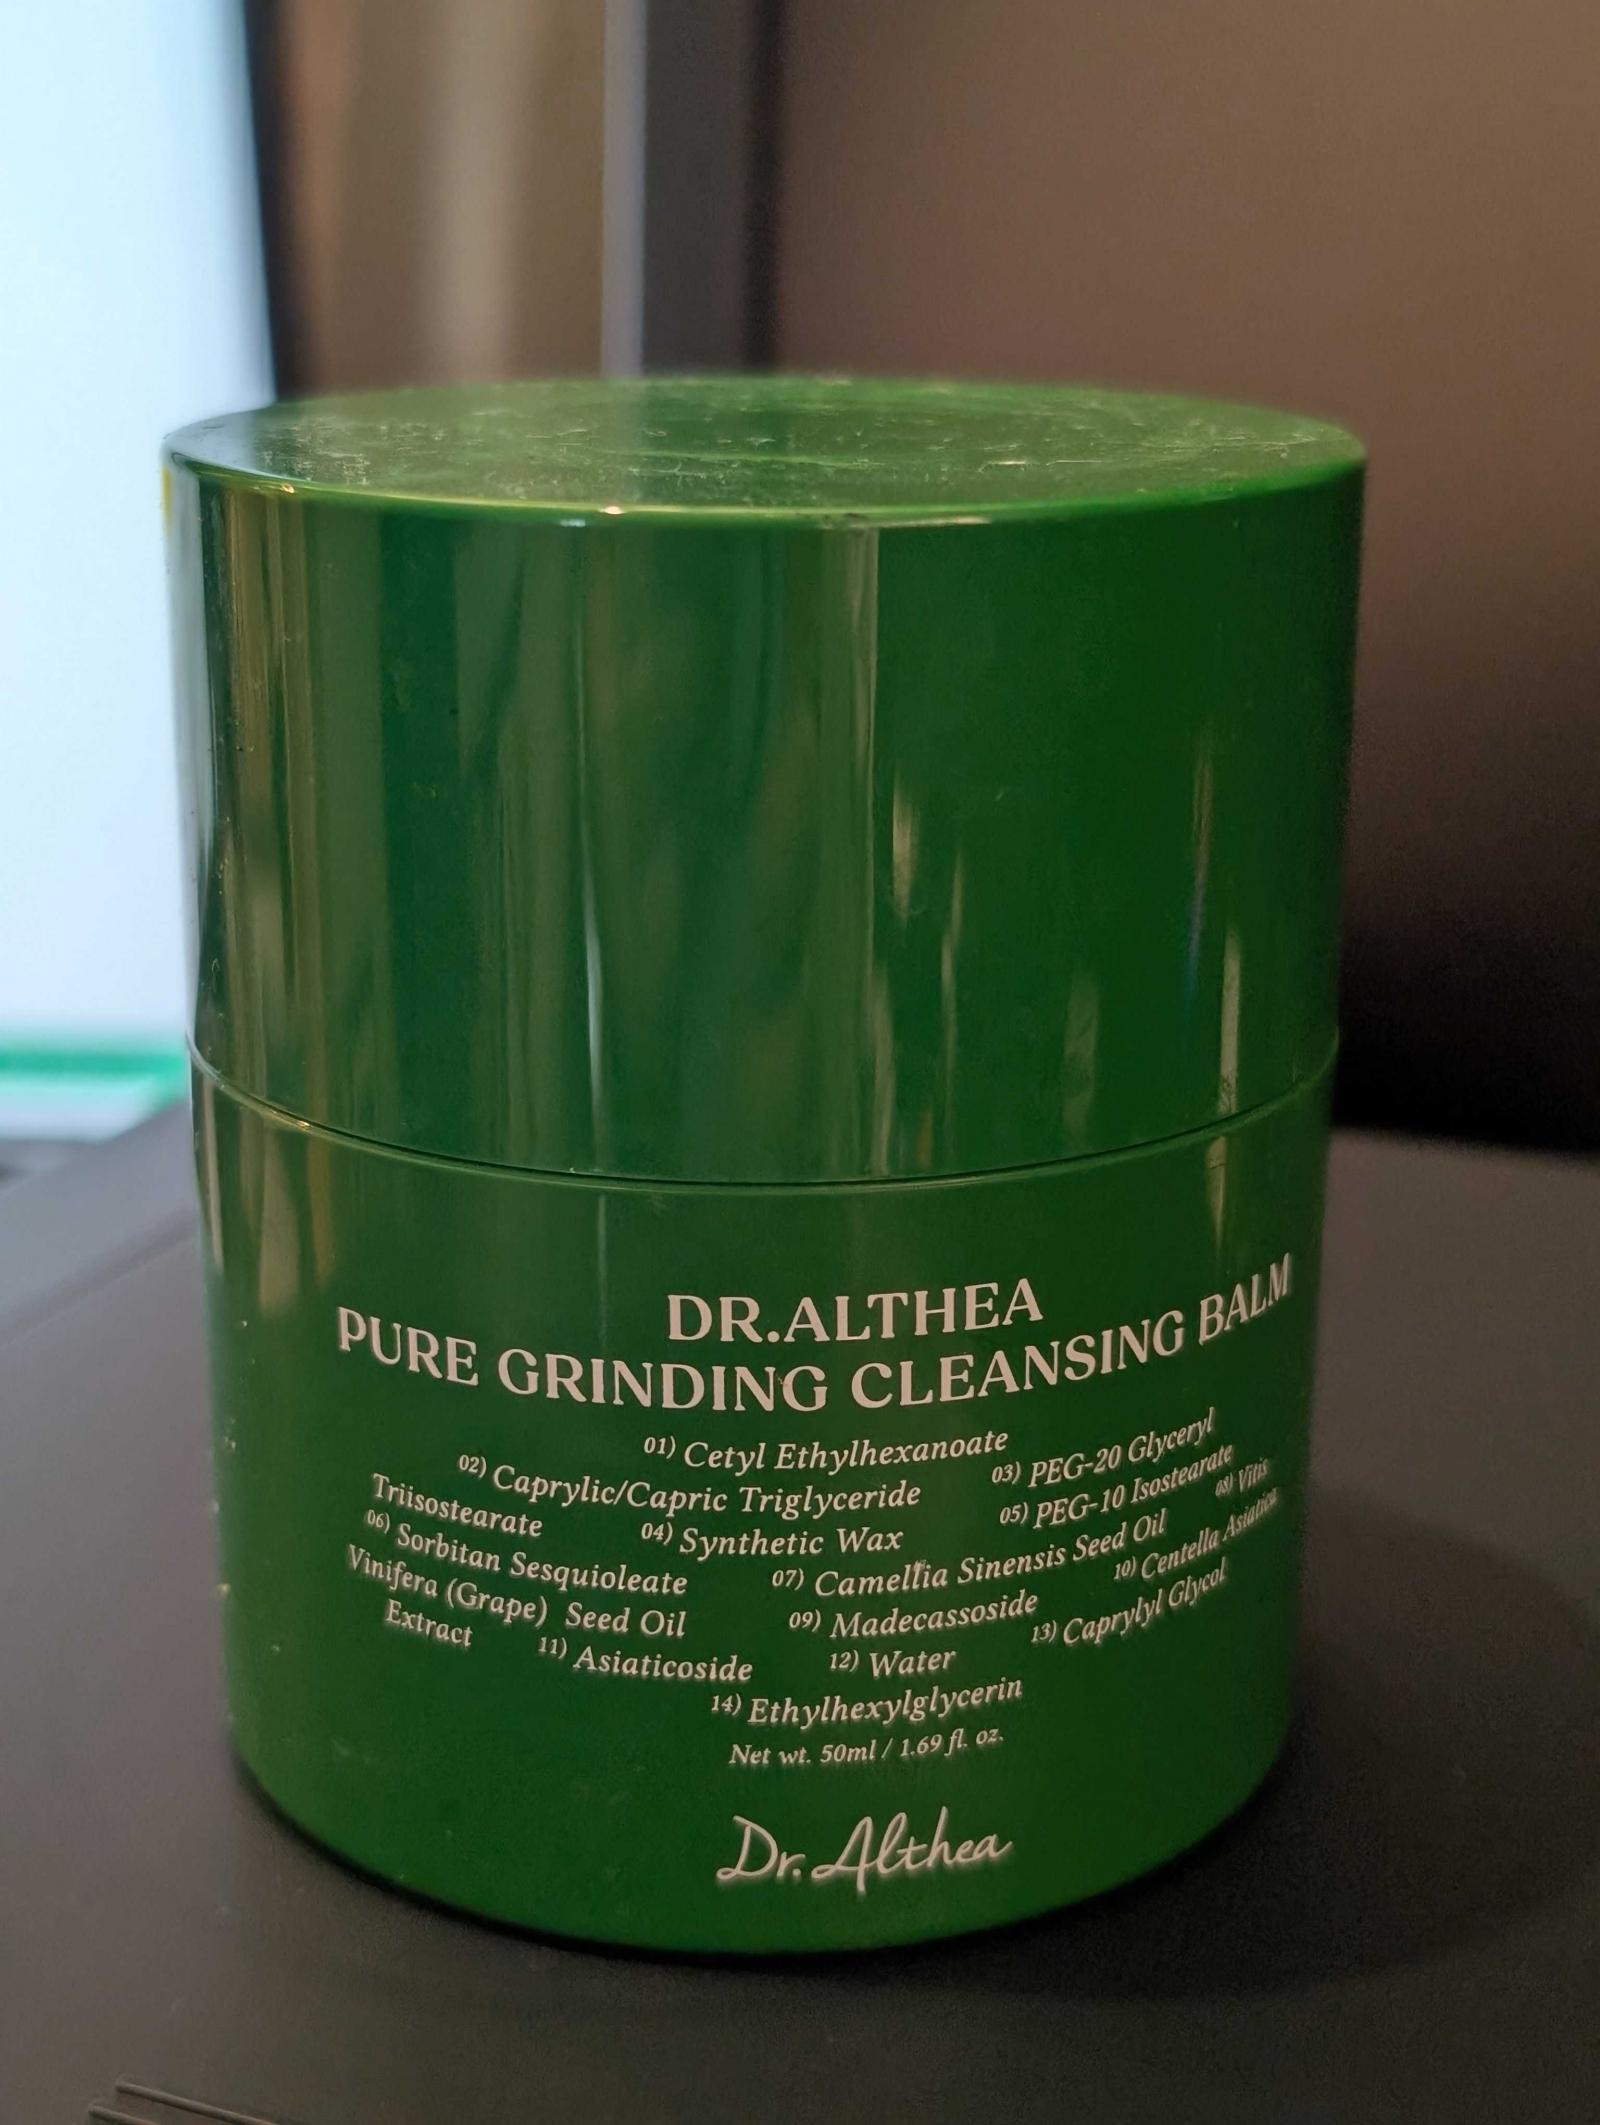 DR.ALTHEA
PURE GRINDING CLEANSING BALM
01) Cetyl Ethylhexanoate
02) Caprylic/Capric Triglyceride 03) PEG-20 Glyceryl
Triisostearate 04) Synthetic Wax 05) PEG-10 Isostearate
06) Sorbitan Sesquioleate 07) Camellia Sinensis Seed Oil 08) Vitis
Vinifera (Grape) Seed Oil 09) Madecassoside 10) Centella Asiatica
Extract 11) Asiaticoside 12) Water 13) Caprylyl Glycol
14) Ethylhexylglycerin
Net wt. 50ml / 1.69 fl. oz.
Dr. Althea